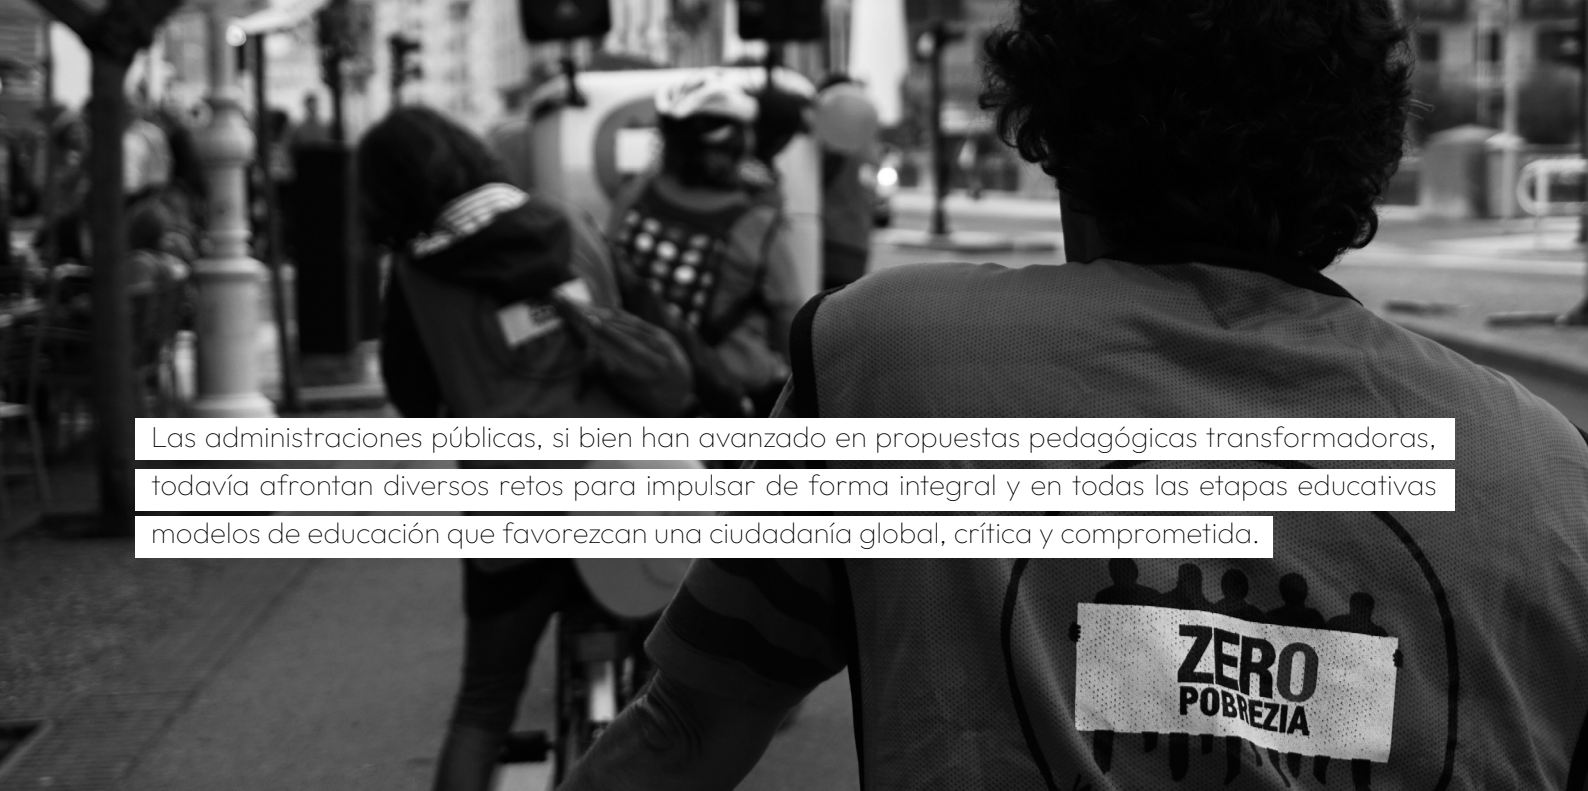 Las administraciones públicas, si bien han avanzado en propuestas pedagógicas transformadoras,
todavía afrontan diversos retos para impulsar de forma integral y en todas las etapas educativas
modelos de educación que favorezcan una ciudadanía global, crítica y comprometida.
ZERO
POBREZIA